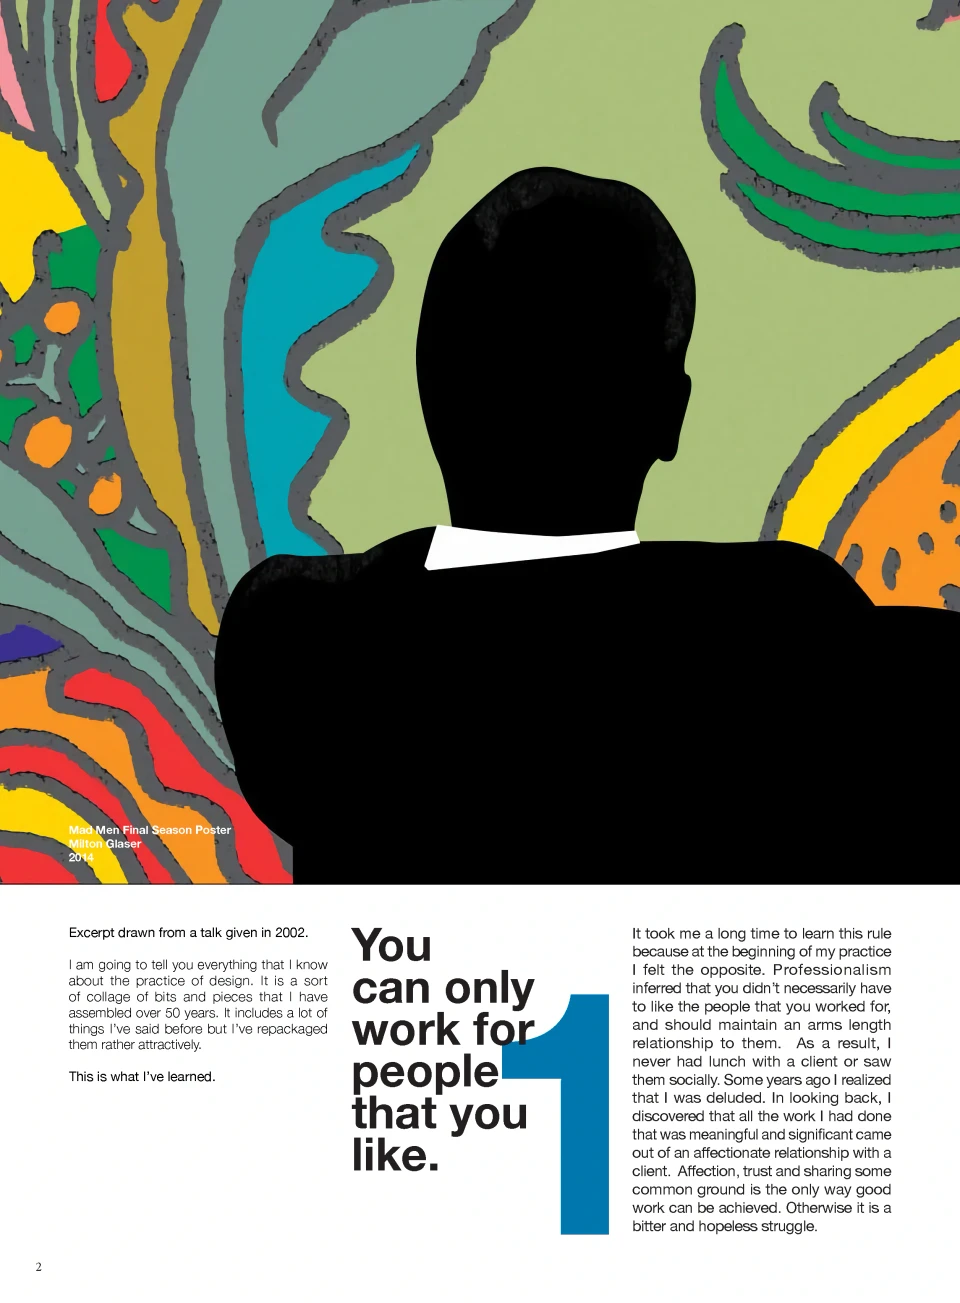 Mad Men Final Season Poster
Milton Glaser
2014
Excerpt drawn from a talk given in 2002.
I am going to tell you everything that I know
about the practice of design. It is a sort
of collage of bits and pieces that I have
assembled over 50 years. It includes a lot of
things I've said before but I've repackaged
them rather attractively.
This is what I've learned.
You
can only
work for
people
that you
like.
1
It took me a long time to learn this rule
because at the beginning of my practice
I felt the opposite. Professionalism
inferred that you didn't necessarily have
to like the people that you worked for,
and should maintain an arms length
relationship to them.  As a result, I
never had lunch with a client or saw
them socially. Some years ago I realized
that I was deluded. In looking back, I
discovered that all the work I had done
that was meaningful and significant came
out of an affectionate relationship with a
client.  Affection, trust and sharing some
common ground is the only way good
work can be achieved. Otherwise it is a
bitter and hopeless struggle.
2